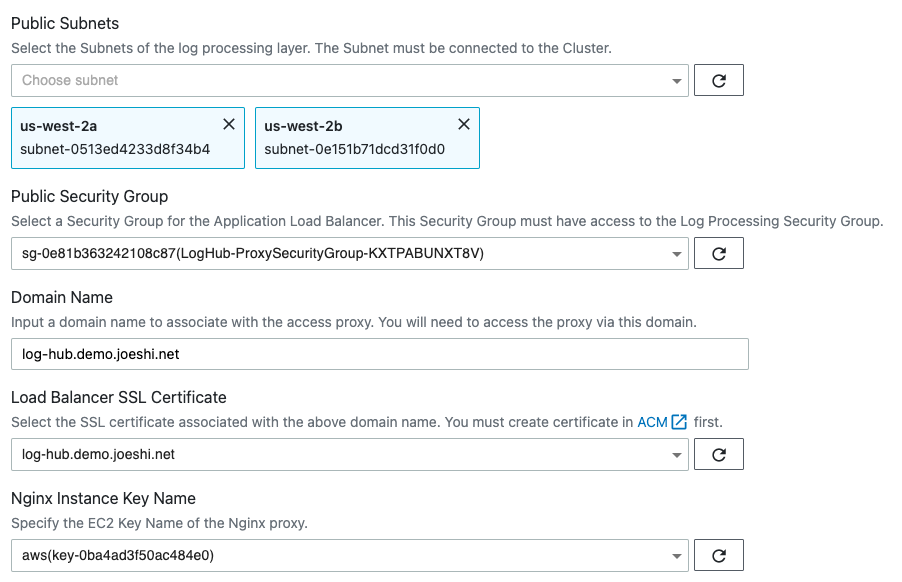 Public Subnets
Select the Subnets of the log processing layer. The Subnet must be connected to the Cluster.
Choose subnet
us-west-2a
subnet-0513ed4233d8f34b4
us-west-2b
subnet-0e151b71dcd31f0d0
Public Security Group
Select a Security Group for the Application Load Balancer. This Security Group must have access to the Log Processing Security Group.
sg-0e81b363242108c87(LogHub-ProxySecurityGroup-KXTPABUNXT8V)
Domain Name
Input a domain name to associate with the access proxy. You will need to access the proxy via this domain.
log-hub.demo.joeshi.net
Load Balancer SSL Certificate
Select the SSL certificate associated with the above domain name. You must create certificate in ACM first.
log-hub.demo.joeshi.net
Nginx Instance Key Name
Specify the EC2 Key Name of the Nginx proxy.
aws(key-0ba4ad3f50ac484e0)